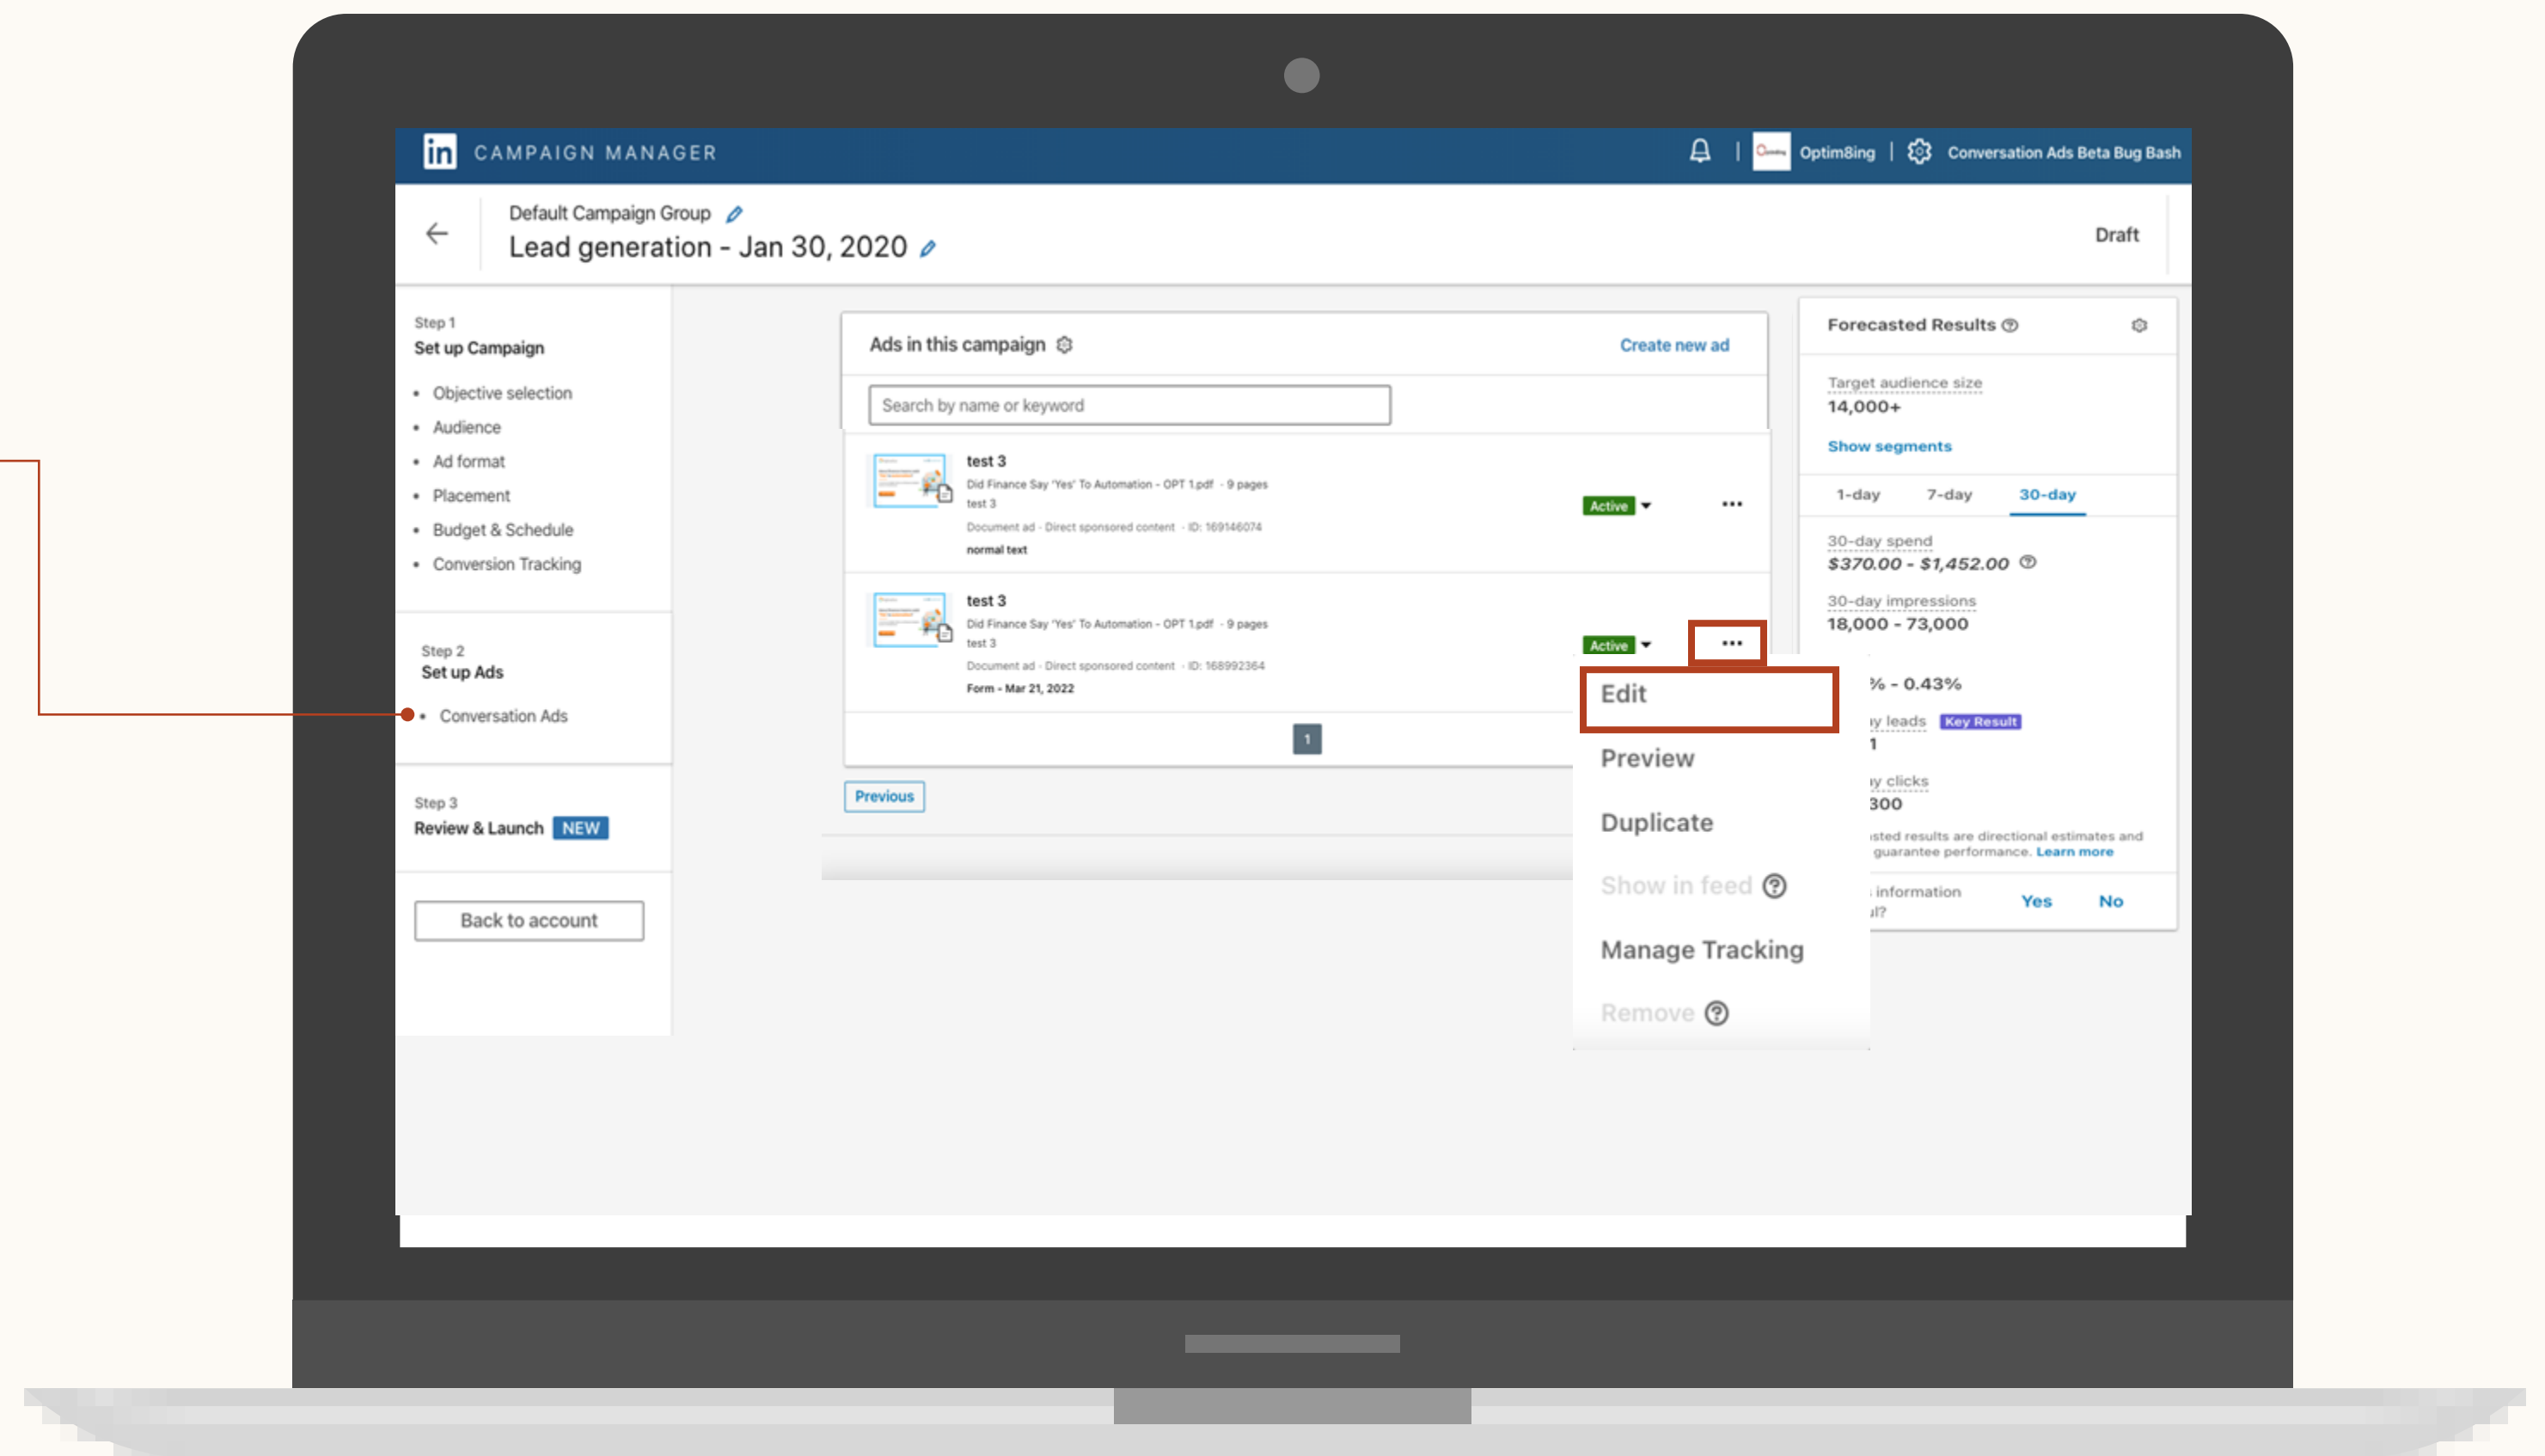 in CAMPAIGN MANAGER
Optim8ing
Conversation Ads Beta Bug Bash
Default Campaign Group
Lead generation - Jan 30, 2020
Draft
Step 1
Set up Campaign
• Objective selection
• Audience
• Ad format
• Placement
• Budget & Schedule
• Conversion Tracking
Step 2
Set up Ads
• Conversation Ads
Step 3
Review & Launch NEW
Back to account
Ads in this campaign
Create new ad
Search by name or keyword
test 3
Did Finance Say 'Yes' To Automation - OPT 1.pdf · 9 pages
test 3
Document ad · Direct sponsored content · ID: 169146074
normal text
Active
test 3
Did Finance Say 'Yes' To Automation - OPT 1.pdf · 9 pages
test 3
Document ad · Direct sponsored content · ID: 168992364
Form - Mar 21, 2022
Active
1
Previous
Edit
Preview
Duplicate
Show in feed
Manage Tracking
Remove
Forecasted Results
Target audience size
14,000+
Show segments
1-day 7-day 30-day
30-day spend
$370.00 - $1,452.00
30-day impressions
18,000 - 73,000
% - 0.43%
leads Key Result
1
clicks
300
results are directional estimates and
guarantee performance. Learn more
information
Yes No